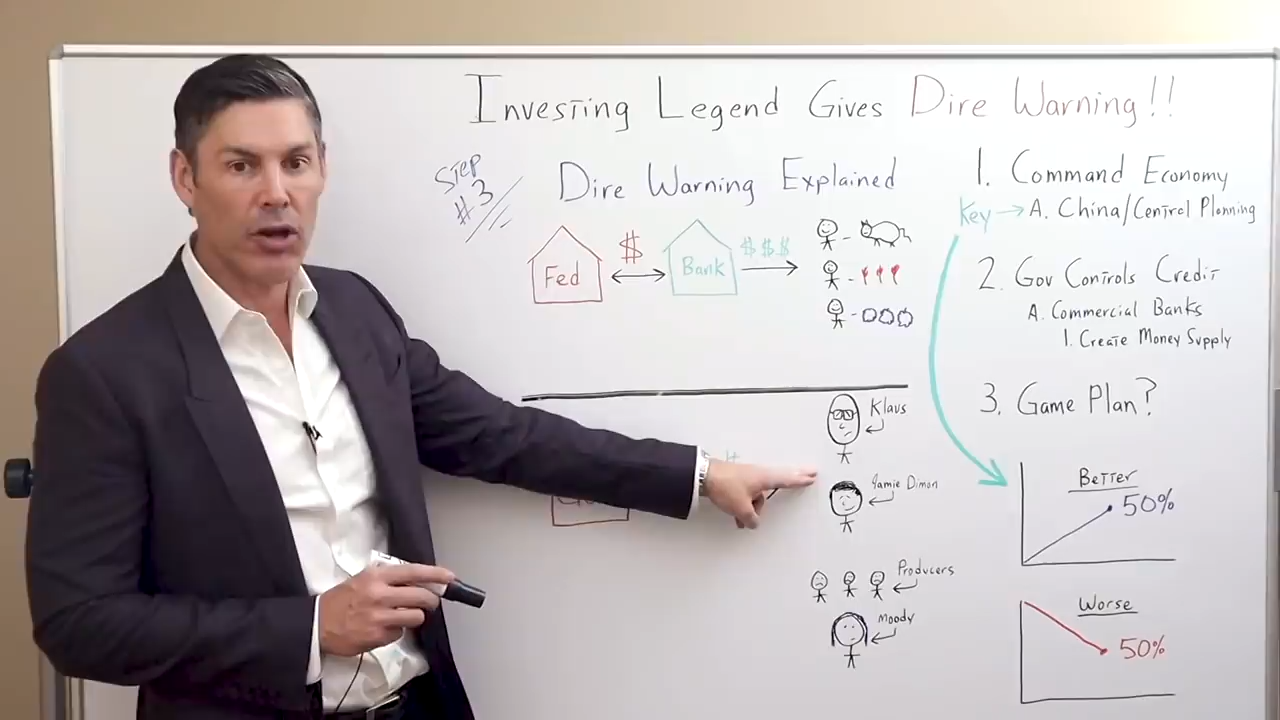 Investing Legend Gives Dire Warning!!
Step
#3
Dire Warning Explained
Fed
$
Bank
$ $ $
Klaus
Jamie Dimon
Producers
Moody
1. Command Economy
Key → A. China/Central Planning
2. Gov Controls Credit
A. Commercial Banks
1. Create Money Supply
3. Game Plan?
Better
50%
Worse
50%